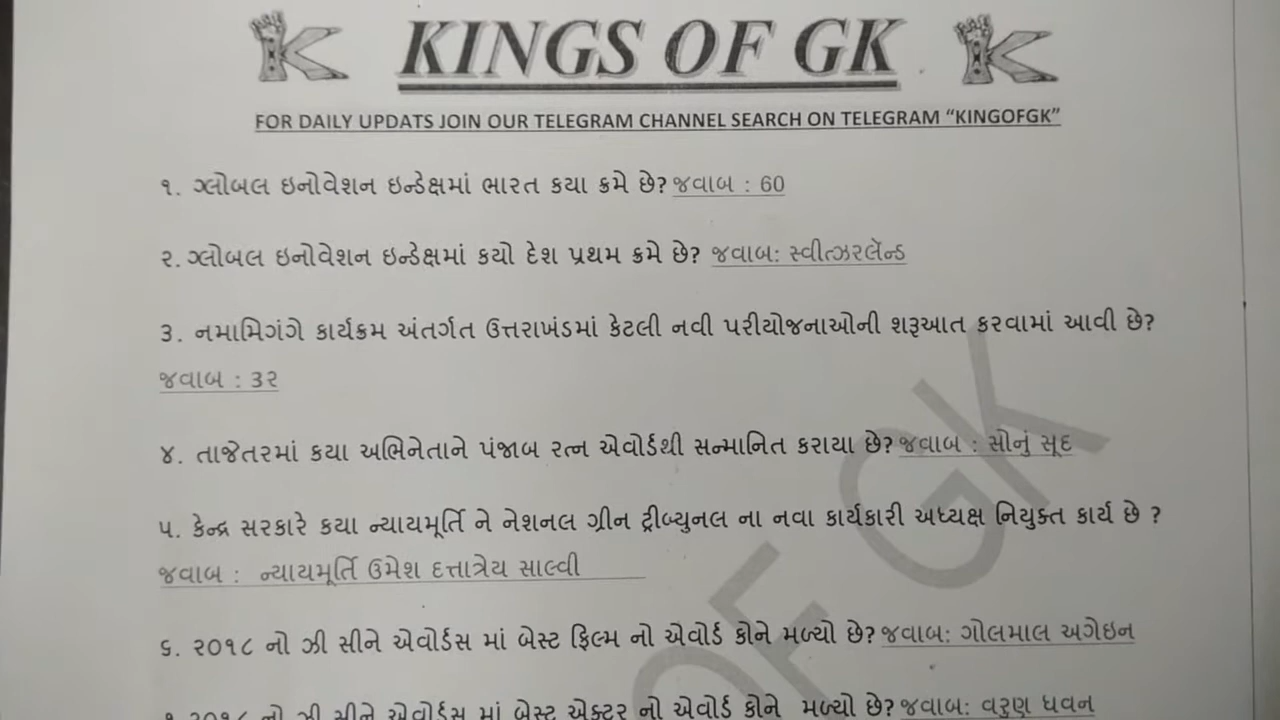 KINGS OF GK
FOR DAILY UPDATS JOIN OUR TELEGRAM CHANNEL SEARCH ON TELEGRAM “KINGOFGK”
૧. ગ્લોબલ ઇનોવેશન ઇન્ડેક્ષમાં ભારત કયા ક્રમે છે? જવાબ : 60
૨. ગ્લોબલ ઇનોવેશન ઇન્ડેક્ષમાં કયો દેશ પ્રથમ ક્રમે છે? જવાબ: સ્વીત્ઝરલૅન્ડ
૩. નમામિગંગે કાર્યક્રમ અંતર્ગત ઉત્તરાખંડમાં કેટલી નવી પરીયોજનાઓની શરૂઆત કરવામાં આવી છે?
જવાબ : ૩૨
૪. તાજેતરમાં કયા અભિનેતાને પંજાબ રત્ન એવોર્ડથી સન્માનિત કરાયા છે? જવાબ : સોનું સૂદ
૫. કેન્દ્ર સરકારે કયા ન્યાયમૂર્તિ ને નેશનલ ગ્રીન ટ્રીબ્યુનલ ના નવા કાર્યકારી અધ્યક્ષ નિયુક્ત કાર્ય છે ?
જવાબ : ન્યાયમૂર્તિ ઉમેશ દત્તાત્રેય સાલ્વી
૬. ૨૦૧૮ નો ઝી સીને એવોર્ડસ માં બેસ્ટ ફિલ્મ નો એવોર્ડ કોને મળ્યો છે? જવાબ: ગોલમાલ અગેઇન
૨૦૧૮ નો ઝી સીને એવોર્ડસ માં બેસ્ટ એક્ટર નો એવોર્ડ કોને મળ્યો છે? જવાબ: વરુણ ધવન
OF GK